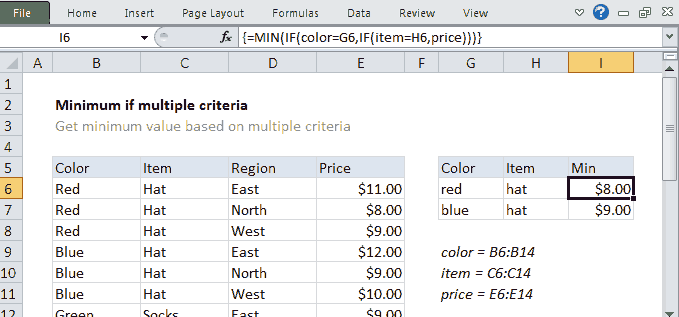 File Home Insert Page Layout Formulas Data Review View
I6 fx {=MIN(IF(color=G6,IF(item=H6,price)))}
A B C D E F G H I
1
2 Minimum if multiple criteria
3 Get minimum value based on multiple criteria
4
5 Color Item Region Price Color Item Min
6 Red Hat East $11.00 red hat $8.00
7 Red Hat North $8.00 blue hat $9.00
8 Red Hat West $9.00
9 Blue Hat East $12.00 color = B6:B14
10 Blue Hat North $9.00 item = C6:C14
11 Blue Hat West $10.00 price = E6:E14
12 Green Socks East $9.00